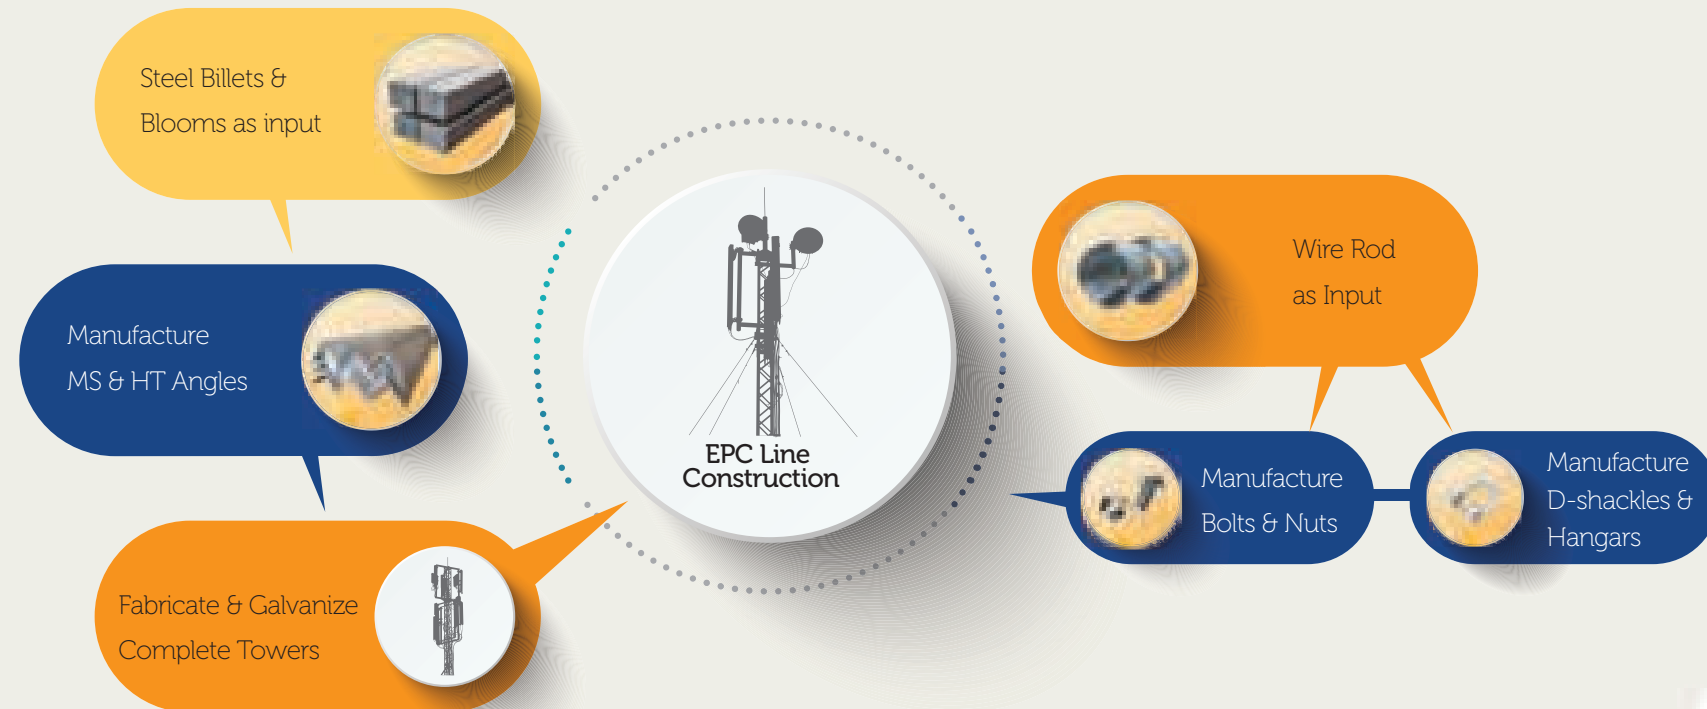 Steel Billets &
Blooms as input
Manufacture
MS & HT Angles
Fabricate & Galvanize
Complete Towers
EPC Line
Construction
Wire Rod
as Input
Manufacture
Bolts & Nuts
Manufacture
D-shackles &
Hangars